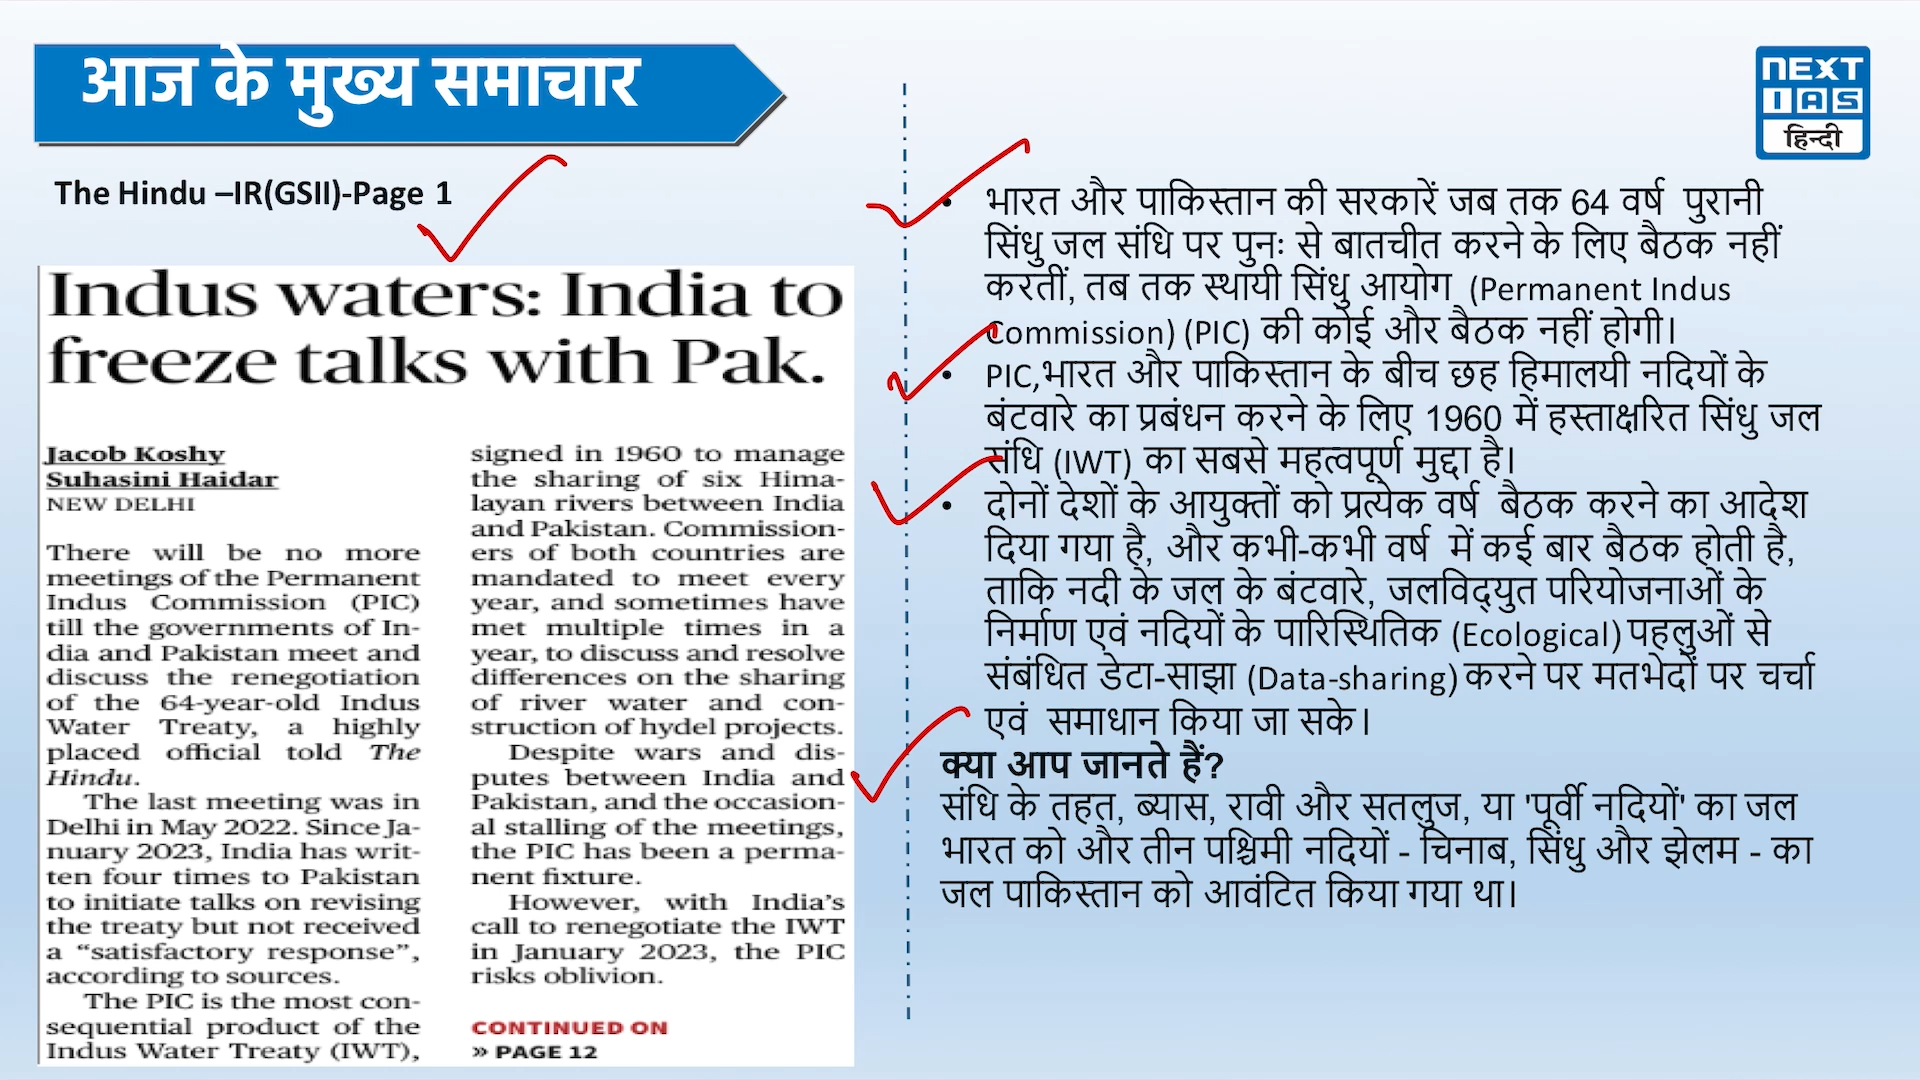 आज के मुख्य समाचार
NEXT
IAS
हिन्दी
The Hindu –IR(GSII)-Page 1
Indus waters: India to
freeze talks with Pak.
Jacob Koshy
Suhasini Haidar
NEW DELHI
There will be no more
meetings of the Permanent
Indus Commission (PIC)
till the governments of In-
dia and Pakistan meet and
discuss the renegotiation
of the 64-year-old Indus
Water Treaty, a highly
placed official told The
Hindu.
The last meeting was in
Delhi in May 2022. Since Ja-
nuary 2023, India has writ-
ten four times to Pakistan
to initiate talks on revising
the treaty but not received
a “satisfactory response”,
according to sources.
The PIC is the most con-
sequential product of the
Indus Water Treaty (IWT),
signed in 1960 to manage
the sharing of six Hima-
layan rivers between India
and Pakistan. Commission-
ers of both countries are
mandated to meet every
year, and sometimes have
met multiple times in a
year, to discuss and resolve
differences on the sharing
of river water and con-
struction of hydel projects.
Despite wars and dis-
putes between India and
Pakistan, and the occasion-
al stalling of the meetings,
the PIC has been a perma-
nent fixture.
However, with India’s
call to renegotiate the IWT
in January 2023, the PIC
risks oblivion.
CONTINUED ON
» PAGE 12
• भारत और पाकिस्तान की सरकारें जब तक 64 वर्ष पुरानी
सिंधु जल संधि पर पुनः से बातचीत करने के लिए बैठक नहीं
करतीं, तब तक स्थायी सिंधु आयोग (Permanent Indus
Commission) (PIC) की कोई और बैठक नहीं होगी।
• PIC,भारत और पाकिस्तान के बीच छह हिमालयी नदियों के
बंटवारे का प्रबंधन करने के लिए 1960 में हस्ताक्षरित सिंधु जल
संधि (IWT) का सबसे महत्वपूर्ण मुद्दा है।
• दोनों देशों के आयुक्तों को प्रत्येक वर्ष बैठक करने का आदेश
दिया गया है, और कभी-कभी वर्ष में कई बार बैठक होती है,
ताकि नदी के जल के बंटवारे, जलविद्युत परियोजनाओं के
निर्माण एवं नदियों के पारिस्थितिक (Ecological) पहलुओं से
संबंधित डेटा-साझा (Data-sharing) करने पर मतभेदों पर चर्चा
एवं समाधान किया जा सके।
क्या आप जानते हैं?
संधि के तहत, ब्यास, रावी और सतलुज, या 'पूर्वी नदियों' का जल
भारत को और तीन पश्चिमी नदियों - चिनाब, सिंधु और झेलम - का
जल पाकिस्तान को आवंटित किया गया था।